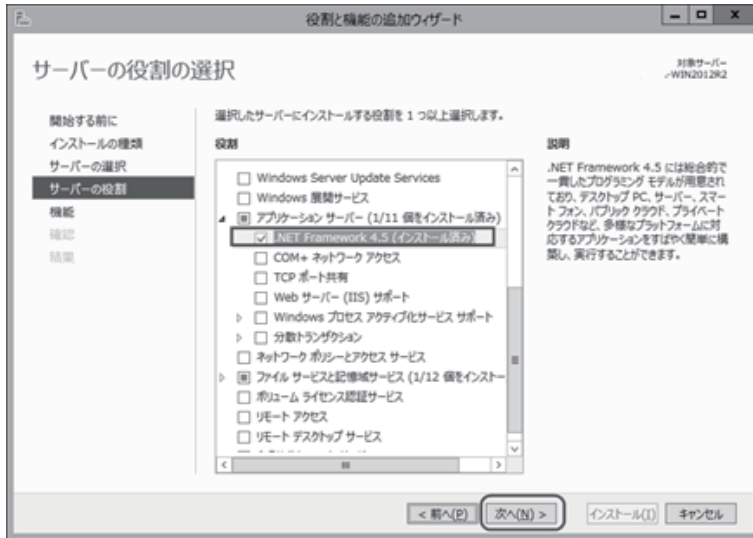 役割と機能の追加ウィザード
サーバーの役割の選択
対象サーバー
-WIN2012R2
開始する前に
インストールの種類
サーバーの選択
サーバーの役割
機能
確認
結果
選択したサーバーにインストールする役割を 1 つ以上選択します。
役割
Windows Server Update Services
Windows 展開サービス
アプリケーション サーバー (1/11 個をインストール済み)
.NET Framework 4.5 (インストール済み)
COM+ ネットワーク アクセス
TCP ポート共有
Web サーバー (IIS) サポート
Windows プロセス アクティブ化サービス サポート
分散トランザクション
ネットワーク ポリシーとアクセス サービス
ファイル サービスと記憶域サービス (1/12 個をインストー
ボリューム ライセンス認証サービス
リモート アクセス
リモート デスクトップ サービス
説明
.NET Framework 4.5 には総合的で
一貫したプログラミング モデルが用意され
ており、デスクトップ PC、サーバー、スマー
ト フォン、パブリック クラウド、プライベート
クラウドなど、多様なプラットフォームに対
応するアプリケーションをすばやく簡単に構
築し、実行することができます。
< 前へ(P)
次へ(N) >
インストール(I)
キャンセル